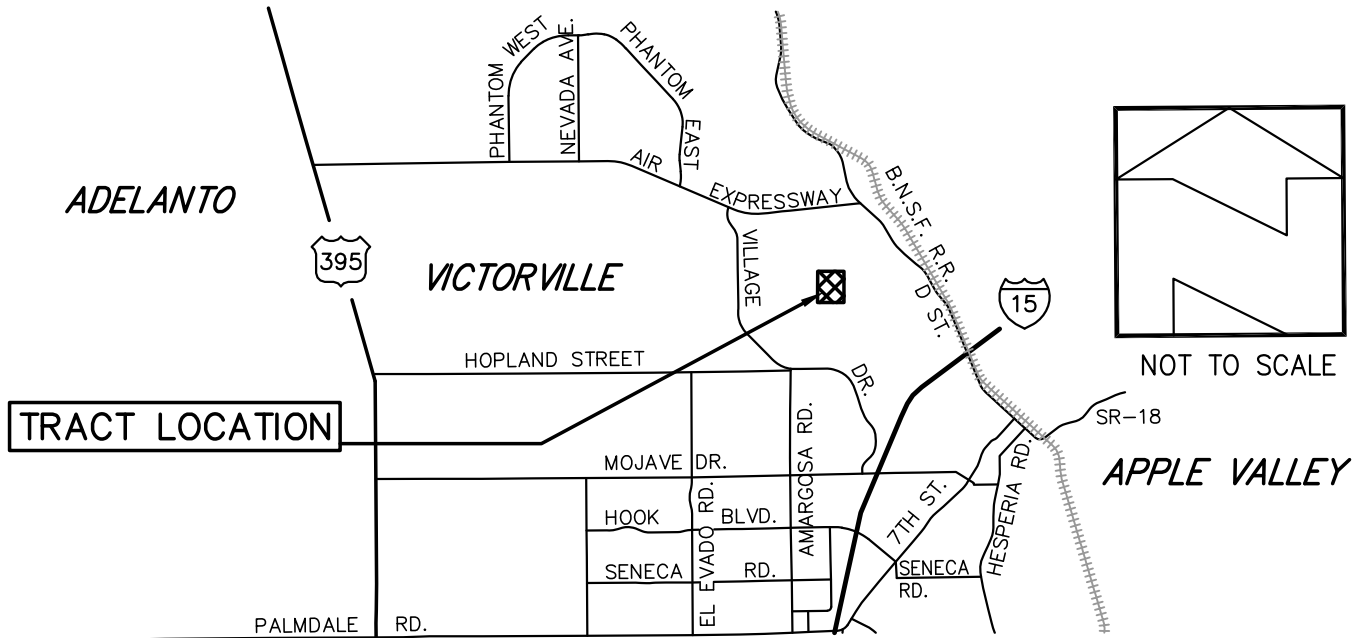 PHANTOM WEST
NEVADA AVE.
PHANTOM EAST
AIR EXPRESSWAY
ADELANTO
395
VICTORVILLE
VILLAGE DR.
B.N.S.F. R.R.
D ST.
15
NOT TO SCALE
HOPLAND STREET
TRACT LOCATION
SR-18
APPLE VALLEY
MOJAVE DR.
AMARGOSA RD.
HOOK BLVD.
7TH ST.
HESPERIA RD.
SENECA RD.
SENECA
RD.
EL EVADO RD.
PALMDALE RD.